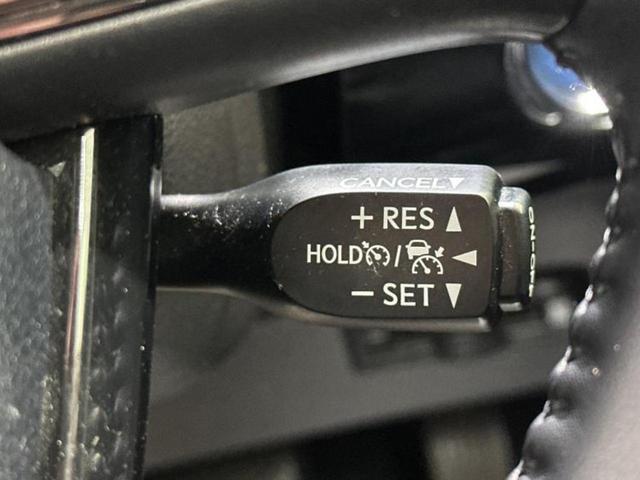 CANCEL▼
+ RES ▲
HOLD / ◄
− SET ▼
ON-OFF